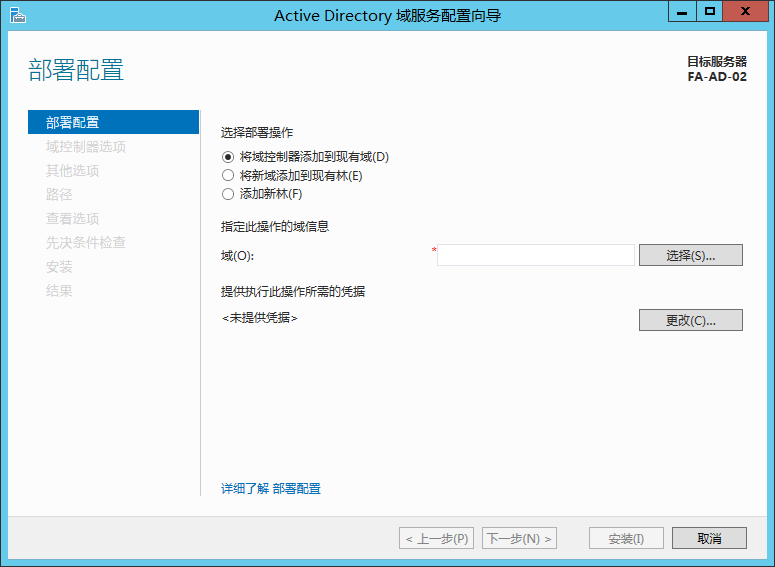 Active Directory 域服务配置向导
部署配置
目标服务器
FA-AD-02
部署配置
域控制器选项
其他选项
路径
查看选项
先决条件检查
安装
结果
选择部署操作
将域控制器添加到现有域(D)
将新域添加到现有林(E)
添加新林(F)
指定此操作的域信息
域(O): * 选择(S)...
提供执行此操作所需的凭据
<未提供凭据> 更改(C)...
详细了解 部署配置
< 上一步(P) 下一步(N) > 安装(I) 取消